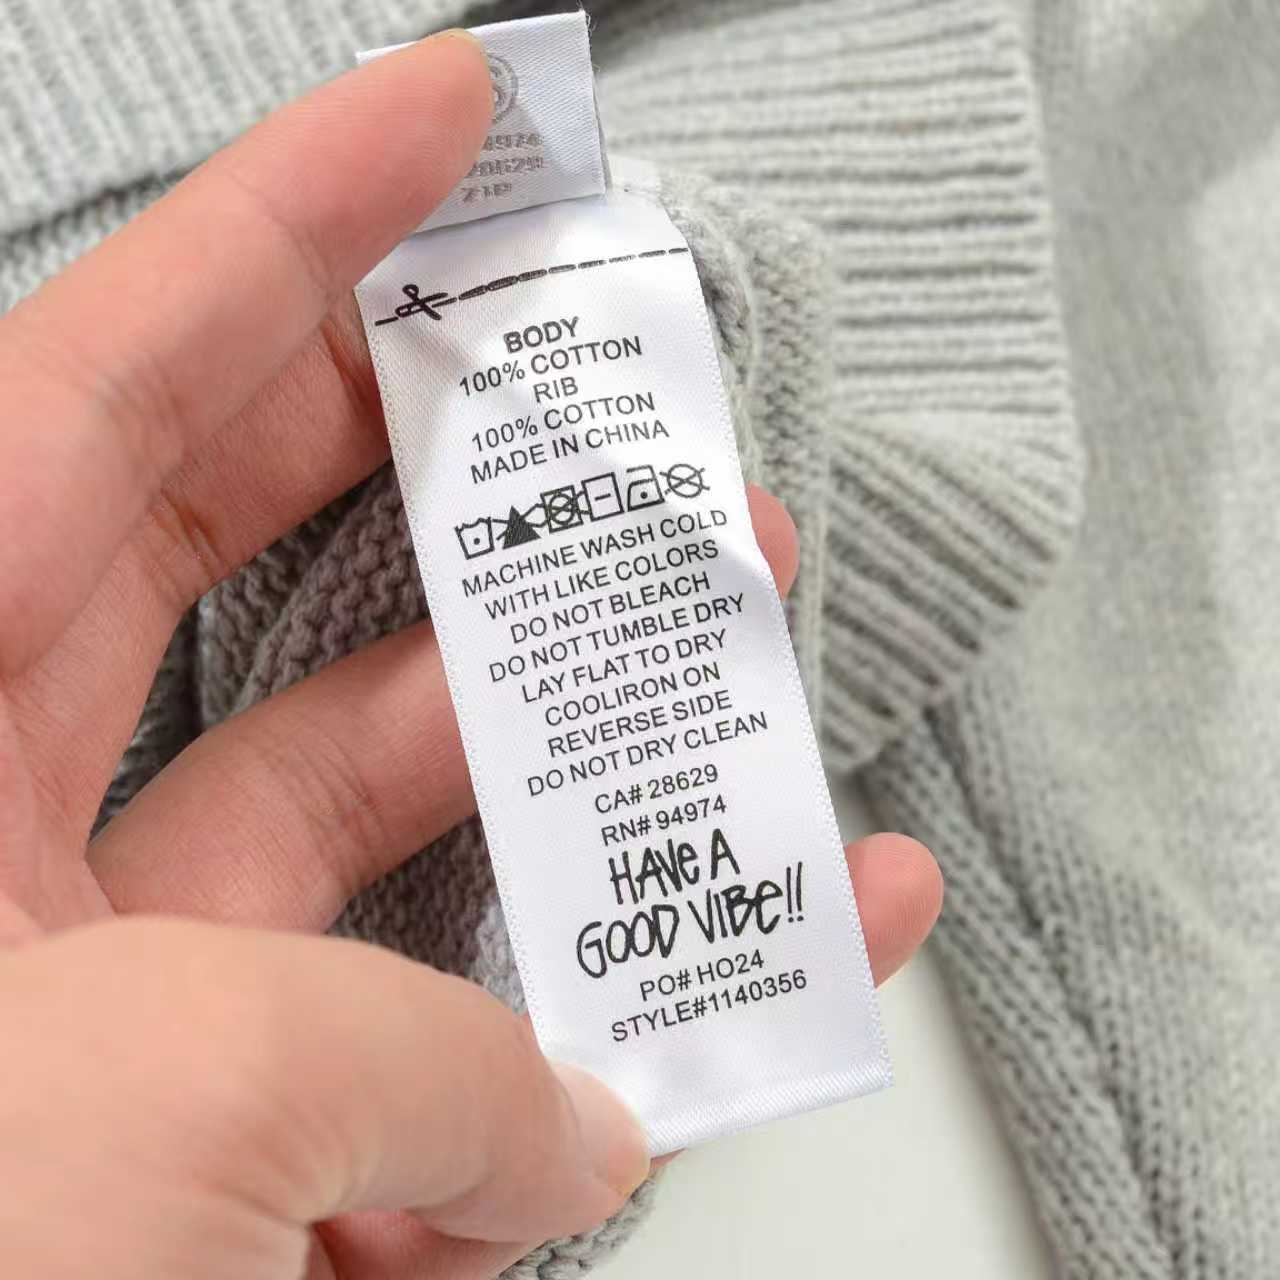 BODY
100% COTTON
RIB
100% COTTON
MADE IN CHINA
MACHINE WASH COLD
WITH LIKE COLORS
DO NOT BLEACH
DO NOT TUMBLE DRY
LAY FLAT TO DRY
COOLIRON ON
REVERSE SIDE
DO NOT DRY CLEAN
CA# 28629
RN# 94974
HAVE A
GOOD VIBE!!
PO# HO24
STYLE#1140356